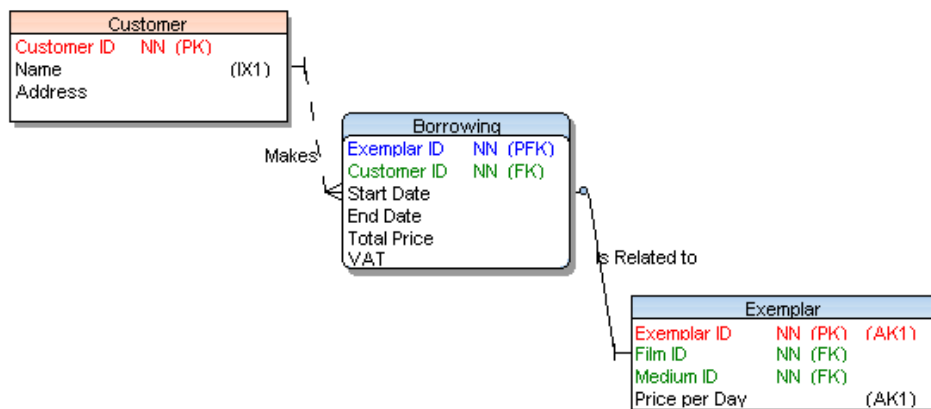 Customer
Customer ID NN (PK)
Name (IX1)
Address
Makes
Borrowing
Exemplar ID NN (PFK)
Customer ID NN (FK)
Start Date
End Date
Total Price
VAT
s Related to
Exemplar
Exemplar ID NN (PK) (AK1)
Film ID NN (FK)
Medium ID NN (FK)
Price per Day (AK1)